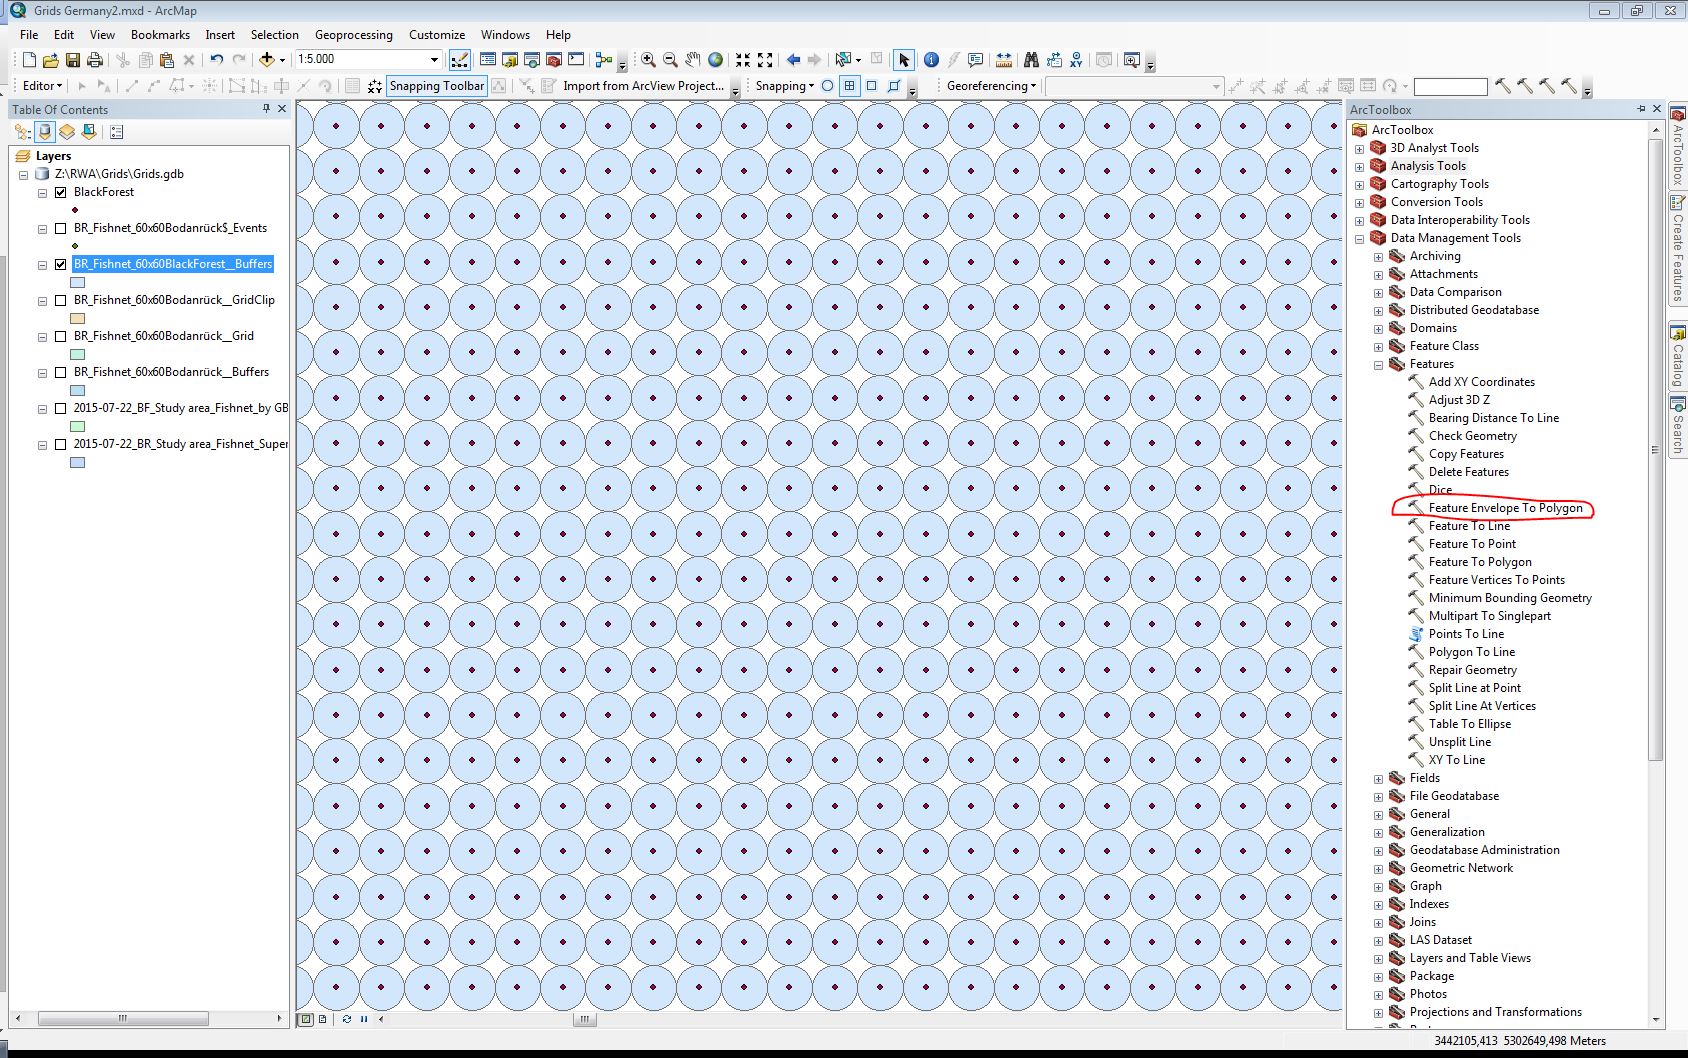 Grids Germany2.mxd - ArcMap
File Edit View Bookmarks Insert Selection Geoprocessing Customize Windows Help
1:5.000
Editor Snapping Toolbar Import from ArcView Project... Snapping Georeferencing
Table Of Contents
Layers
Z:\RWA\Grids\Grids.gdb
BlackForest
BR_Fishnet_60x60Bodanrück$_Events
BR_Fishnet_60x60BlackForest__Buffers
BR_Fishnet_60x60Bodanrück__GridClip
BR_Fishnet_60x60Bodanrück__Grid
BR_Fishnet_60x60Bodanrück__Buffers
2015-07-22_BF_Study area_Fishnet_by GB
2015-07-22_BR_Study area_Fishnet_Super
ArcToolbox
ArcToolbox
3D Analyst Tools
Analysis Tools
Cartography Tools
Conversion Tools
Data Interoperability Tools
Data Management Tools
Archiving
Attachments
Data Comparison
Distributed Geodatabase
Domains
Feature Class
Features
Add XY Coordinates
Adjust 3D Z
Bearing Distance To Line
Check Geometry
Copy Features
Delete Features
Dice
Feature Envelope To Polygon
Feature To Line
Feature To Point
Feature To Polygon
Feature Vertices To Points
Minimum Bounding Geometry
Multipart To Singlepart
Points To Line
Polygon To Line
Repair Geometry
Split Line at Point
Split Line At Vertices
Table To Ellipse
Unsplit Line
XY To Line
Fields
File Geodatabase
General
Generalization
Geodatabase Administration
Geometric Network
Graph
Indexes
Joins
LAS Dataset
Layers and Table Views
Package
Photos
Projections and Transformations
ArcToolbox
Create Features
Catalog
Search
3442105,413 5302649,498 Meters